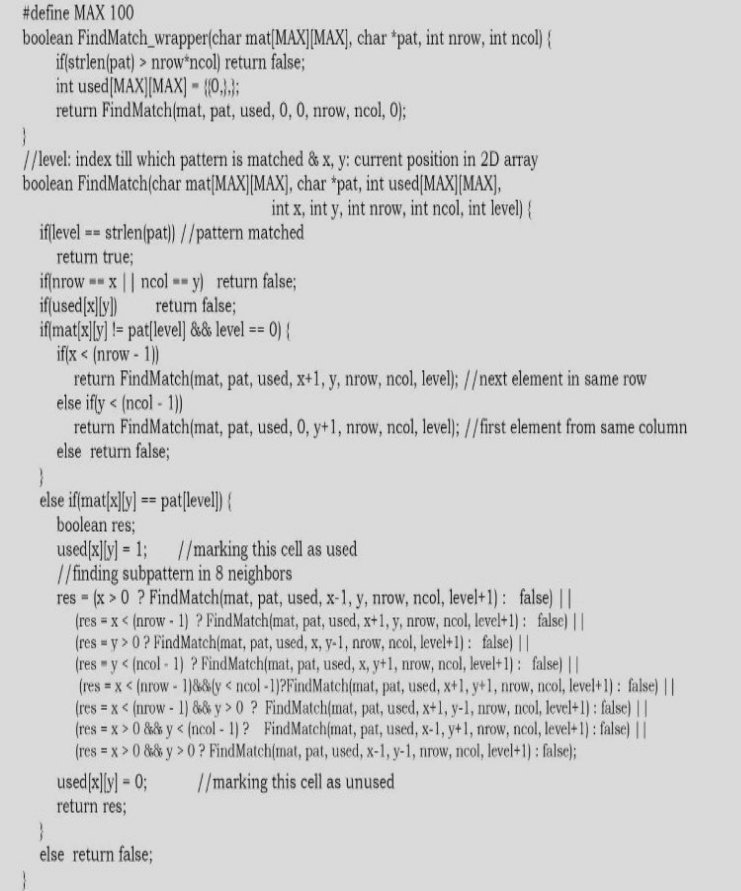 #define MAX 100
boolean FindMatch_wrapper(char mat[MAX][MAX], char *pat, int nrow, int ncol) {
if(strlen(pat) > nrow*ncol) return false;
int used[MAX][MAX] = {{0,},};
return FindMatch(mat, pat, used, 0, 0, nrow, ncol, 0);
}
//level: index till which pattern is matched & x, y: current position in 2D array
boolean FindMatch(char mat[MAX][MAX], char *pat, int used[MAX][MAX],
int x, int y, int nrow, int ncol, int level) {
if(level == strlen(pat)) //pattern matched
return true;
if(nrow == x || ncol == y) return false;
if(used[x][y]) return false;
if(mat[x][y] != pat[level] && level == 0) {
if(x < (nrow - 1))
return FindMatch(mat, pat, used, x+1, y, nrow, ncol, level); //next element in same row
else if(y < (ncol - 1))
return FindMatch(mat, pat, used, 0, y+1, nrow, ncol, level); //first element from same column
else return false;
}
else if(mat[x][y] == pat[level]) {
boolean res;
used[x][y] = 1; //marking this cell as used
//finding subpattern in 8 neighbors
res = (x > 0 ? FindMatch(mat, pat, used, x-1, y, nrow, ncol, level+1) : false) ||
(res = x < (nrow - 1) ? FindMatch(mat, pat, used, x+1, y, nrow, ncol, level+1) : false) ||
(res = y > 0 ? FindMatch(mat, pat, used, x, y-1, nrow, ncol, level+1) : false) ||
(res = y < (ncol - 1) ? FindMatch(mat, pat, used, x, y+1, nrow, ncol, level+1) : false) ||
(res = x < (nrow - 1)&&(y < ncol -1)?FindMatch(mat, pat, used, x+1, y+1, nrow, ncol, level+1) : false) ||
(res = x < (nrow - 1) && y > 0 ? FindMatch(mat, pat, used, x+1, y-1, nrow, ncol, level+1) : false) ||
(res = x > 0 && y < (ncol - 1) ? FindMatch(mat, pat, used, x-1, y+1, nrow, ncol, level+1) : false) ||
(res = x > 0 && y > 0 ? FindMatch(mat, pat, used, x-1, y-1, nrow, ncol, level+1) : false);
used[x][y] = 0; //marking this cell as unused
return res;
}
else return false;
}